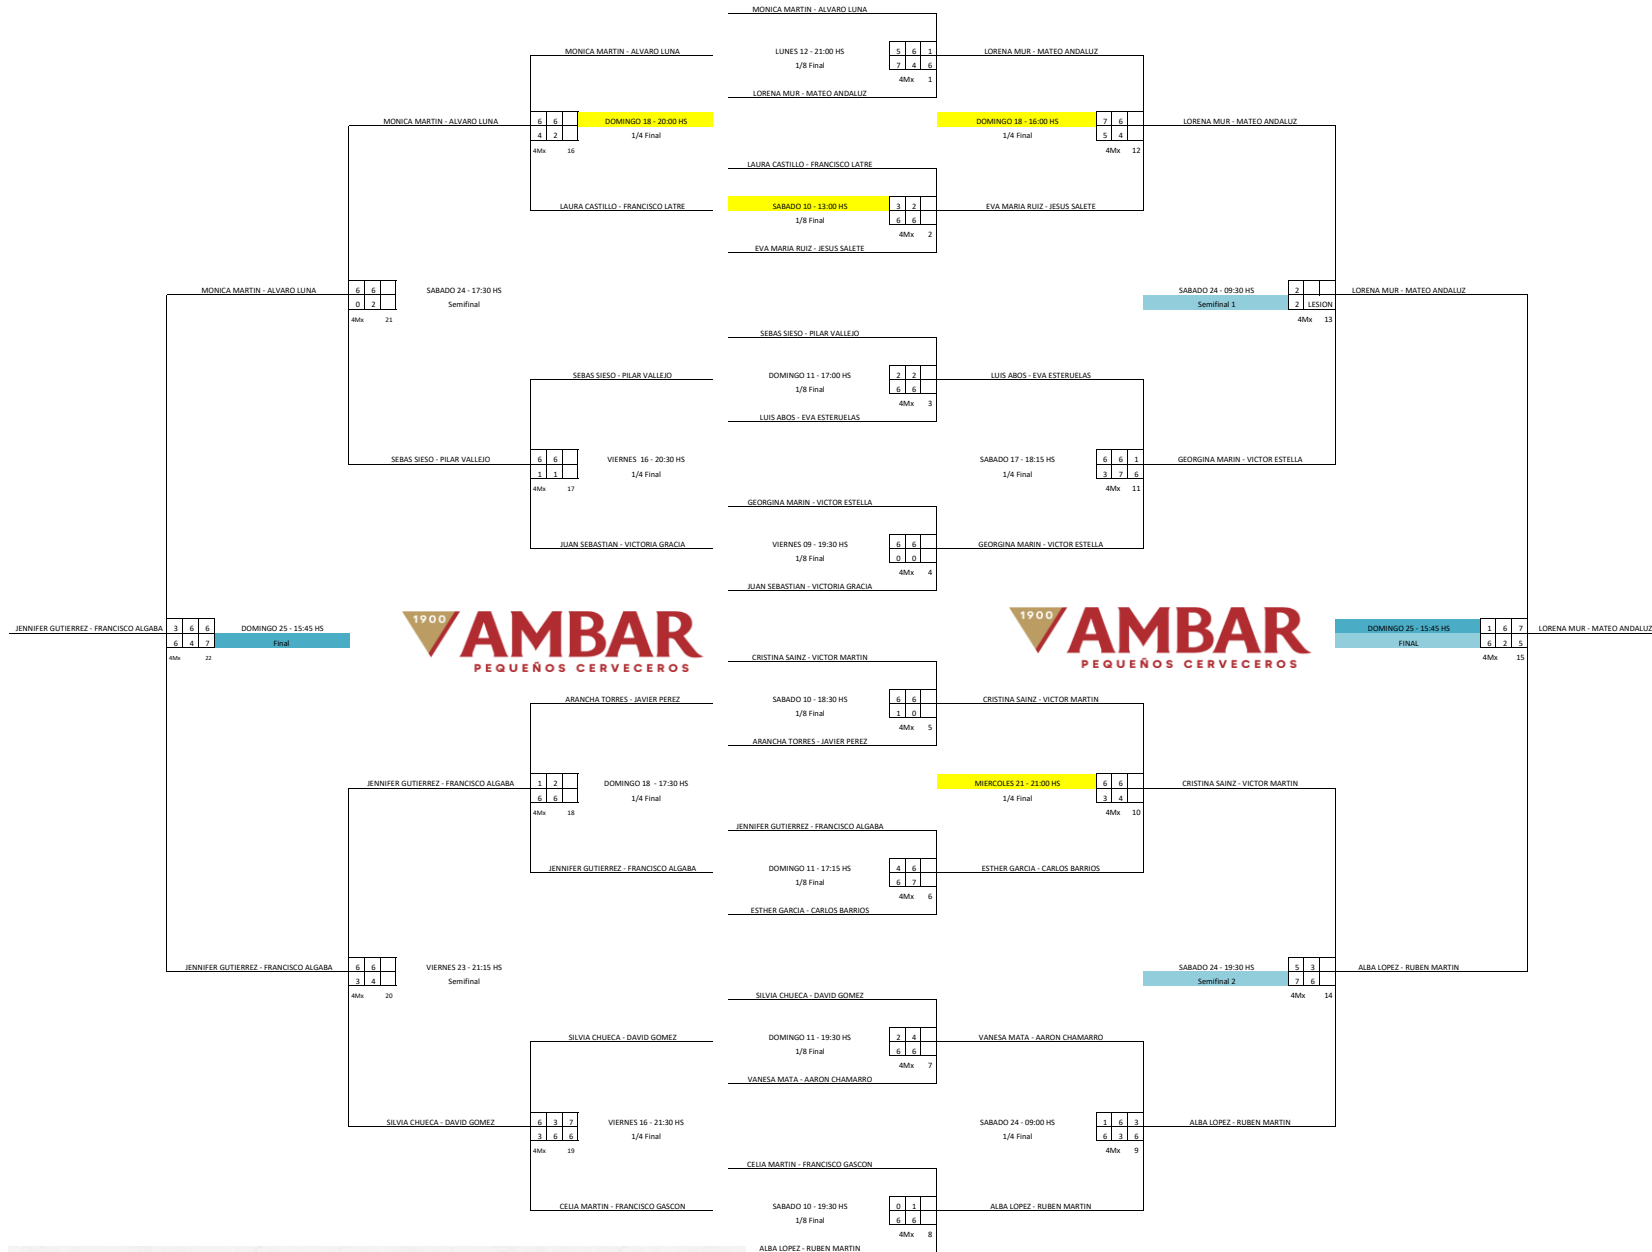 MONICA MARTIN - ALVARO LUNA
MONICA MARTIN - ALVARO LUNA LUNES 12 - 21:00 HS 5 6 1 LORENA MUR - MATEO ANDALUZ
1/8 Final 7 4 6
4Mx 1
LORENA MUR - MATEO ANDALUZ
MONICA MARTIN - ALVARO LUNA 6 6 DOMINGO 18 - 20:00 HS DOMINGO 18 - 16:00 HS 7 6 LORENA MUR - MATEO ANDALUZ
4 2 1/4 Final 1/4 Final 5 4
4Mx 16 4Mx 12
LAURA CASTILLO - FRANCISCO LATRE
LAURA CASTILLO - FRANCISCO LATRE SABADO 10 - 13:00 HS 3 2 EVA MARIA RUIZ - JESUS SALETE
1/8 Final 6 6
4Mx 2
EVA MARIA RUIZ - JESUS SALETE
MONICA MARTIN - ALVARO LUNA 6 6 SABADO 24 - 17:30 HS SABADO 24 - 09:30 HS 2 LORENA MUR - MATEO ANDALUZ
0 2 Semifinal Semifinal 1 2 LESION
4Mx 21 4Mx 13
SEBAS SIESO - PILAR VALLEJO
SEBAS SIESO - PILAR VALLEJO DOMINGO 11 - 17:00 HS 2 2 LUIS ABOS - EVA ESTERUELAS
1/8 Final 6 6
4Mx 3
LUIS ABOS - EVA ESTERUELAS
SEBAS SIESO - PILAR VALLEJO 6 6 VIERNES 16 - 20:30 HS SABADO 17 - 18:15 HS 6 6 1 GEORGINA MARIN - VICTOR ESTELLA
1 1 1/4 Final 1/4 Final 3 7 6
4Mx 17 4Mx 11
GEORGINA MARIN - VICTOR ESTELLA
JUAN SEBASTIAN - VICTORIA GRACIA VIERNES 09 - 19:30 HS 6 6 GEORGINA MARIN - VICTOR ESTELLA
1/8 Final 0 0
4Mx 4
JUAN SEBASTIAN - VICTORIA GRACIA
1900 AMBAR 1900 AMBAR
PEQUEÑOS CERVECEROS PEQUEÑOS CERVECEROS
JENNIFER GUTIERREZ - FRANCISCO ALGABA 3 6 6 DOMINGO 25 - 15:45 HS DOMINGO 25 - 15:45 HS 1 6 7 LORENA MUR - MATEO ANDALUZ
6 4 7 Final FINAL 6 2 5
4Mx 22 4Mx 15
CRISTINA SAINZ - VICTOR MARTIN
ARANCHA TORRES - JAVIER PEREZ SABADO 10 - 18:30 HS 6 6 CRISTINA SAINZ - VICTOR MARTIN
1/8 Final 1 0
4Mx 5
ARANCHA TORRES - JAVIER PEREZ
JENNIFER GUTIERREZ - FRANCISCO ALGABA 1 2 DOMINGO 18 - 17:30 HS MIERCOLES 21 - 21:00 HS 6 6 CRISTINA SAINZ - VICTOR MARTIN
6 6 1/4 Final 1/4 Final 3 4
4Mx 18 4Mx 10
JENNIFER GUTIERREZ - FRANCISCO ALGABA
JENNIFER GUTIERREZ - FRANCISCO ALGABA DOMINGO 11 - 17:15 HS 4 6 ESTHER GARCIA - CARLOS BARRIOS
1/8 Final 6 7
4Mx 6
ESTHER GARCIA - CARLOS BARRIOS
JENNIFER GUTIERREZ - FRANCISCO ALGABA 6 6 VIERNES 23 - 21:15 HS SABADO 24 - 19:30 HS 5 3 ALBA LOPEZ - RUBEN MARTIN
3 4 Semifinal Semifinal 2 7 6
4Mx 20 4Mx 14
SILVIA CHUECA - DAVID GOMEZ
SILVIA CHUECA - DAVID GOMEZ DOMINGO 11 - 19:30 HS 2 4 VANESA MATA - AARON CHAMARRO
1/8 Final 6 6
4Mx 7
VANESA MATA - AARON CHAMARRO
SILVIA CHUECA - DAVID GOMEZ 6 3 7 VIERNES 16 - 21:30 HS SABADO 24 - 09:00 HS 1 6 3 ALBA LOPEZ - RUBEN MARTIN
3 6 6 1/4 Final 1/4 Final 6 3 6
4Mx 19 4Mx 9
CELIA MARTIN - FRANCISCO GASCON
CELIA MARTIN - FRANCISCO GASCON SABADO 10 - 19:30 HS 0 1 ALBA LOPEZ - RUBEN MARTIN
1/8 Final 6 6
4Mx 8
ALBA LOPEZ - RUBEN MARTIN